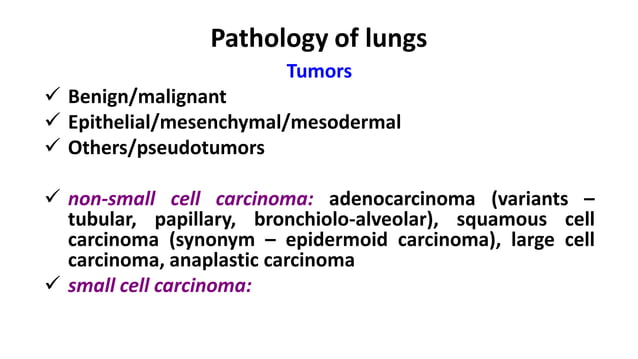 Pathology of lungs
Tumors
✓ Benign/malignant
✓ Epithelial/mesenchymal/mesodermal
✓ Others/pseudotumors
✓ non-small cell carcinoma: adenocarcinoma (variants –
tubular, papillary, bronchiolo-alveolar), squamous cell
carcinoma (synonym – epidermoid carcinoma), large cell
carcinoma, anaplastic carcinoma
✓ small cell carcinoma: